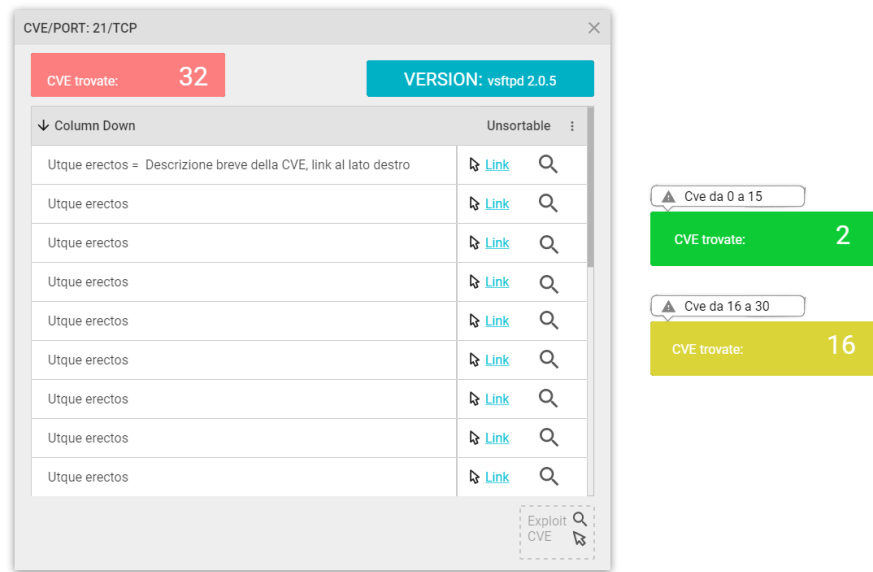 CVE/PORT: 21/TCP
CVE trovate: 32
VERSION: vsftpd 2.0.5
Column Down Unsortable
Utque erectos = Descrizione breve della CVE, link al lato destro Link
Utque erectos Link
Utque erectos Link
Utque erectos Link
Utque erectos Link
Utque erectos Link
Utque erectos Link
Utque erectos Link
Utque erectos Link
Exploit
CVE
Cve da 0 a 15
CVE trovate: 2
Cve da 16 a 30
CVE trovate: 16